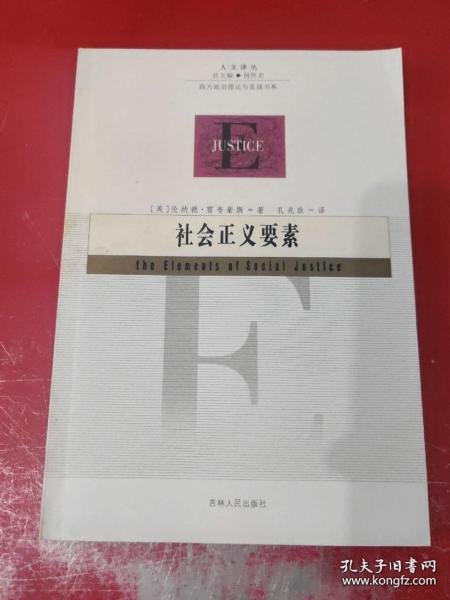 人文译丛
总主编◆何怀宏
西方政治理论与实践书系
E
JUSTICE
[英]伦纳德·霍布豪斯=著 孔兆政=译
社会正义要素
the Elements of Social Justice
E
吉林人民出版社
孔夫子旧书网
www.kongfz.com